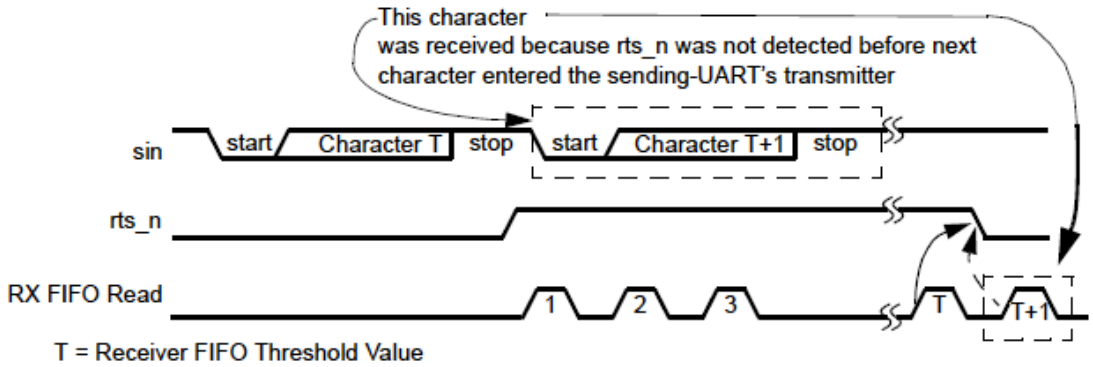 This character
was received because rts_n was not detected before next
character entered the sending-UART's transmitter
sin
start
Character T
stop
start
Character T+1
stop
rts_n
RX FIFO Read
1
2
3
T
T+1
T = Receiver FIFO Threshold Value